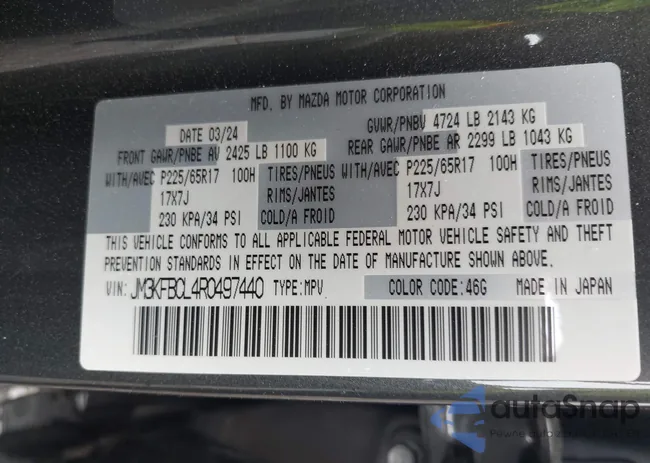 MFD. BY MAZDA MOTOR CORPORATION
DATE 03/24 GVWR/PNBV 4724 LB 2143 KG
FRONT GAWR/PNBE AV 2425 LB 1100 KG REAR GAWR/PNBE AR 2299 LB 1043 KG
WITH/AVEC P225/65R17 100H TIRES/PNEUS WITH/AVEC P225/65R17 100H TIRES/PNEUS
17X7J RIMS/JANTES 17X7J RIMS/JANTES
230 KPA/34 PSI COLD/A FROID 230 KPA/34 PSI COLD/A FROID
THIS VEHICLE CONFORMS TO ALL APPLICABLE FEDERAL MOTOR VEHICLE SAFETY AND THEFT
PREVENTION STANDARDS IN EFFECT ON THE DATE OF MANUFACTURE SHOWN ABOVE.
VIN: JM3KFBCL4R0497440 TYPE:MPV COLOR CODE:46G MADE IN JAPAN
autoSnap